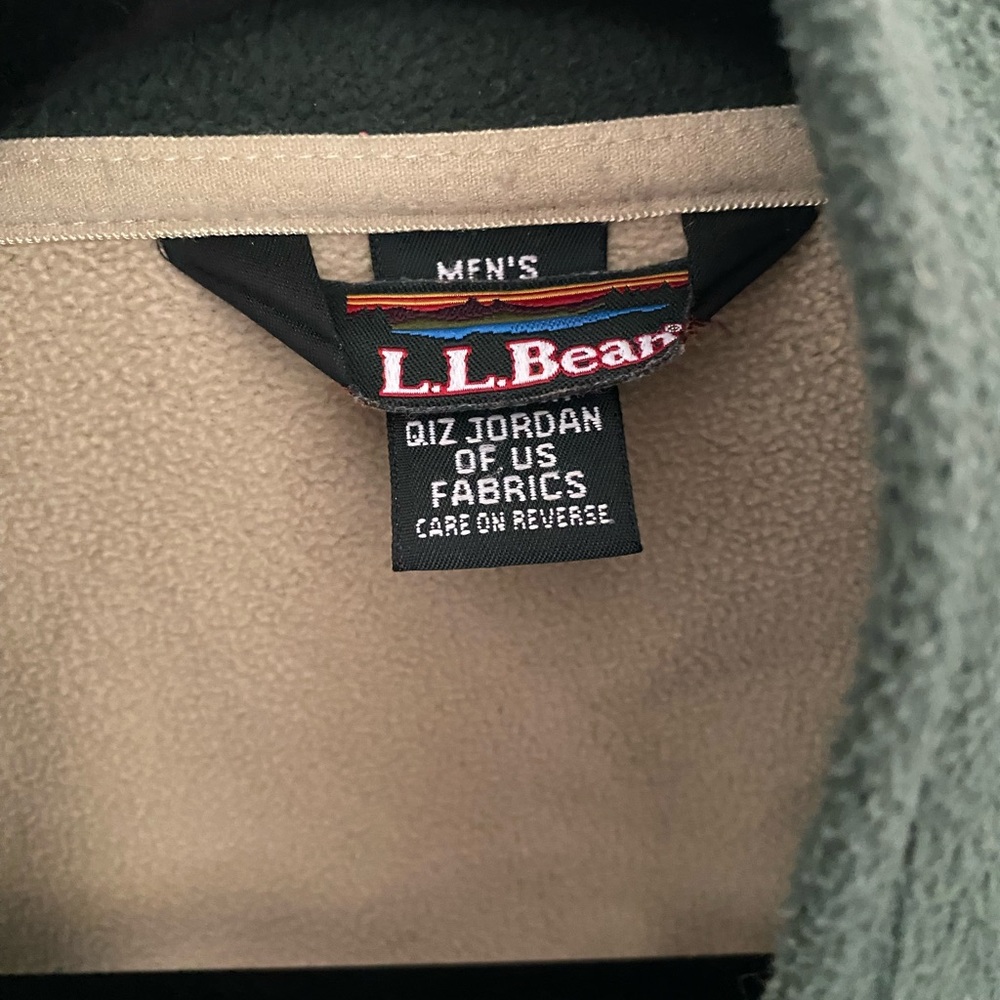 MEN'S
L.L.Bean®
QIZ JORDAN
OF US
FABRICS
CARE ON REVERSE